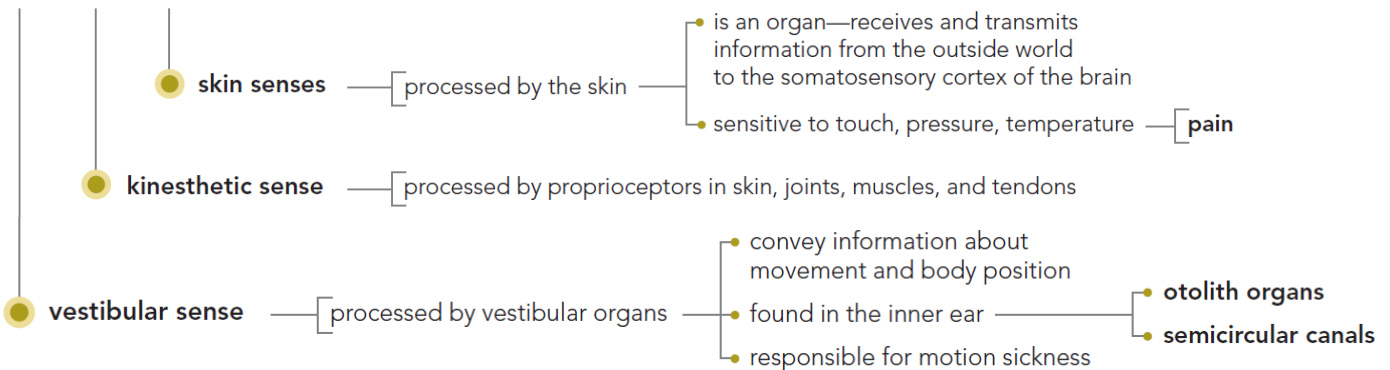 is an organ—receives and transmits
information from the outside world
to the somatosensory cortex of the brain
skin senses
processed by the skin
sensitive to touch, pressure, temperature
pain
kinesthetic sense
processed by proprioceptors in skin, joints, muscles, and tendons
convey information about
movement and body position
vestibular sense
processed by vestibular organs
found in the inner ear
otolith organs
semicircular canals
responsible for motion sickness